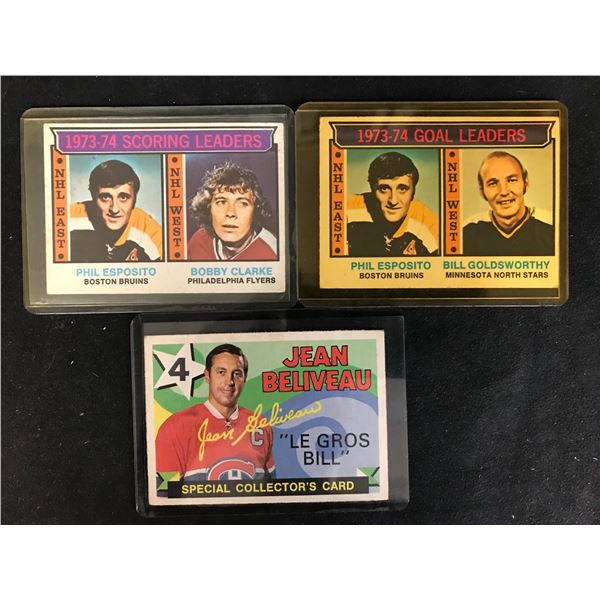 1973-74 SCORING LEADERS
NHL EAST
NHL WEST
PHIL ESPOSITO
BOSTON BRUINS
BOBBY CLARKE
PHILADELPHIA FLYERS
1973-74 GOAL LEADERS
NHL EAST
NHL WEST
PHIL ESPOSITO
BOSTON BRUINS
BILL GOLDSWORTHY
MINNESOTA NORTH STARS
4
JEAN
BELIVEAU
Jean Beliveau
C
"LE GROS
BILL"
SPECIAL COLLECTOR'S CARD